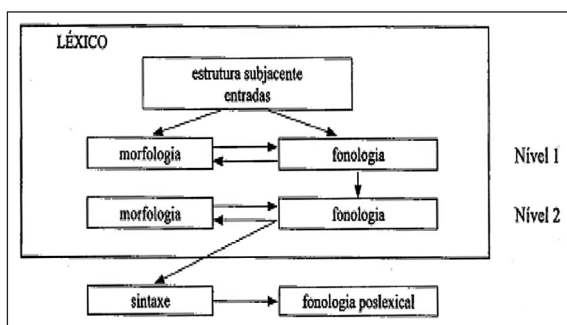 LÉXICO
estrutura subjacente
entradas
morfologia
fonologia
Nível 1
morfologia
fonologia
Nível 2
sintaxe
fonologia poslexical